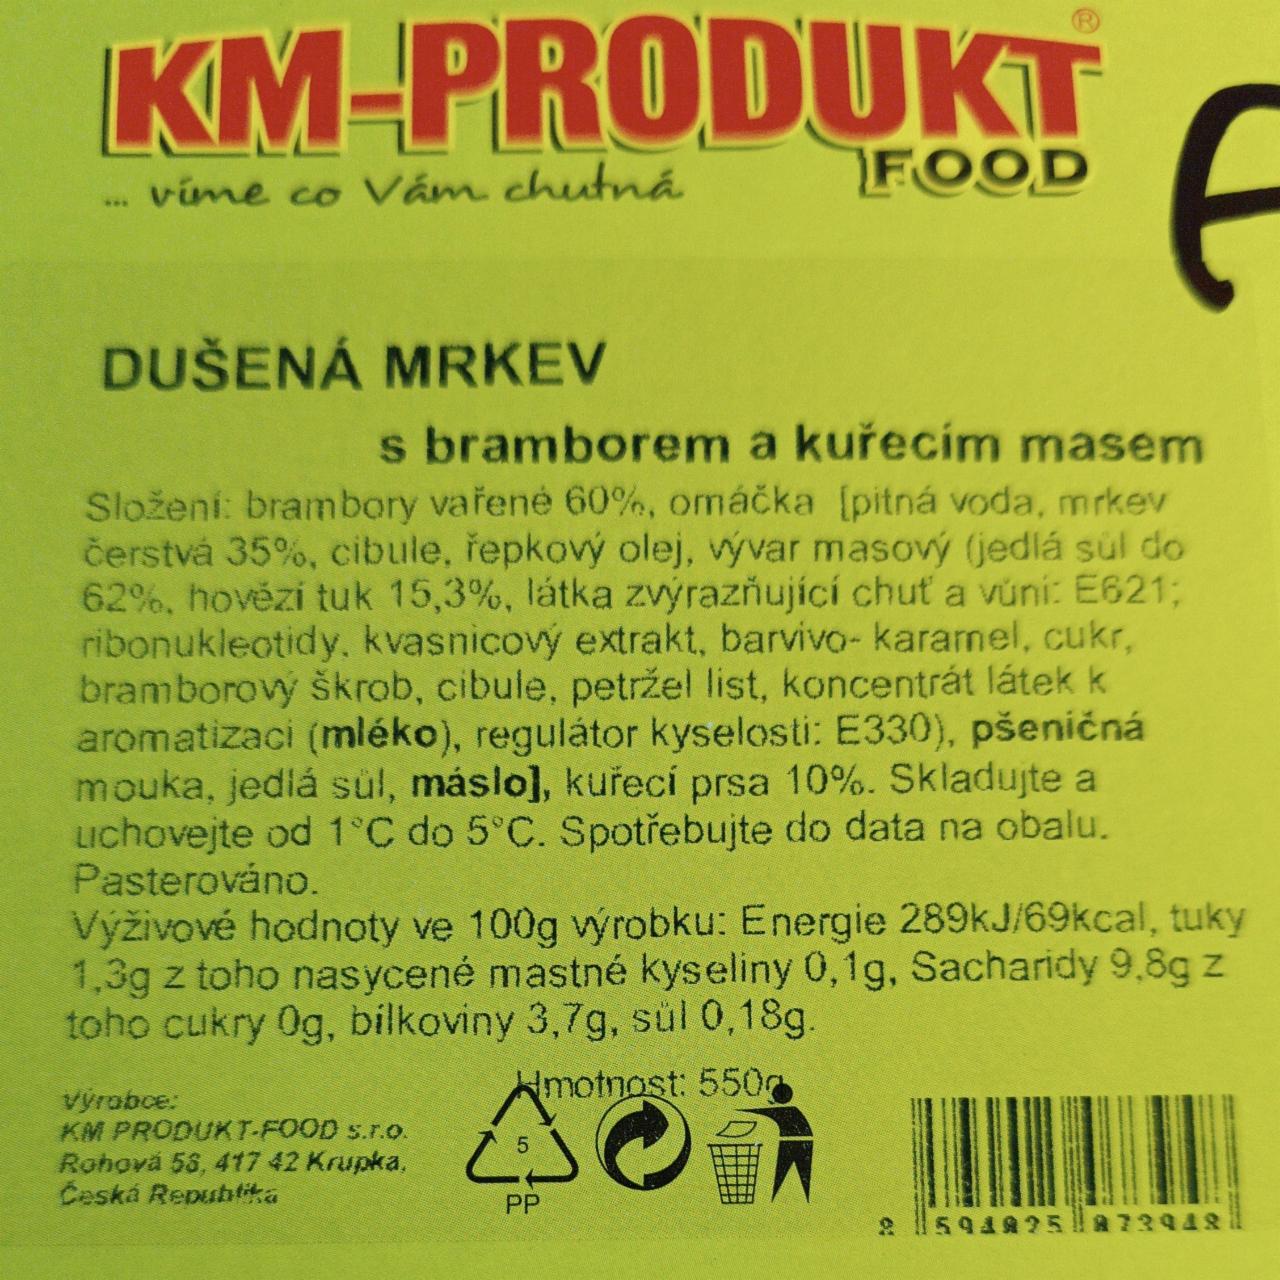 KM-PRODUKT®
FOOD
... víme co Vám chutná
DUŠENÁ MRKEV
s bramborem a kuřecím masem
Složení: brambory vařené 60%, omáčka [pitná voda, mrkev
čerstvá 35%, cibule, řepkový olej, vývar masový (jedlá sůl do
62%, hovězí tuk 15,3%, látka zvýrazňující chuť a vůni: E621;
ribonukleotidy, kvasnicový extrakt, barvivo- karamel, cukr,
bramborový škrob, cibule, petržel list, koncentrát látek k
aromatizaci (mléko), regulátor kyselosti: E330), pšeničná
mouka, jedlá sůl, máslo], kuřecí prsa 10%. Skladujte a
uchovejte od 1°C do 5°C. Spotřebujte do data na obalu.
Pasterováno.
Výživové hodnoty ve 100g výrobku: Energie 289kJ/69kcal, tuky
1,3g z toho nasycené mastné kyseliny 0,1g, Sacharidy 9,8g z
toho cukry 0g, bílkoviny 3,7g, sůl 0,18g.
Hmotnost: 550g
Výrobce:
KM PRODUKT-FOOD s.r.o.
Rohová 58, 417 42 Krupka,
Česká Republika
5
PP
8 594825 873948